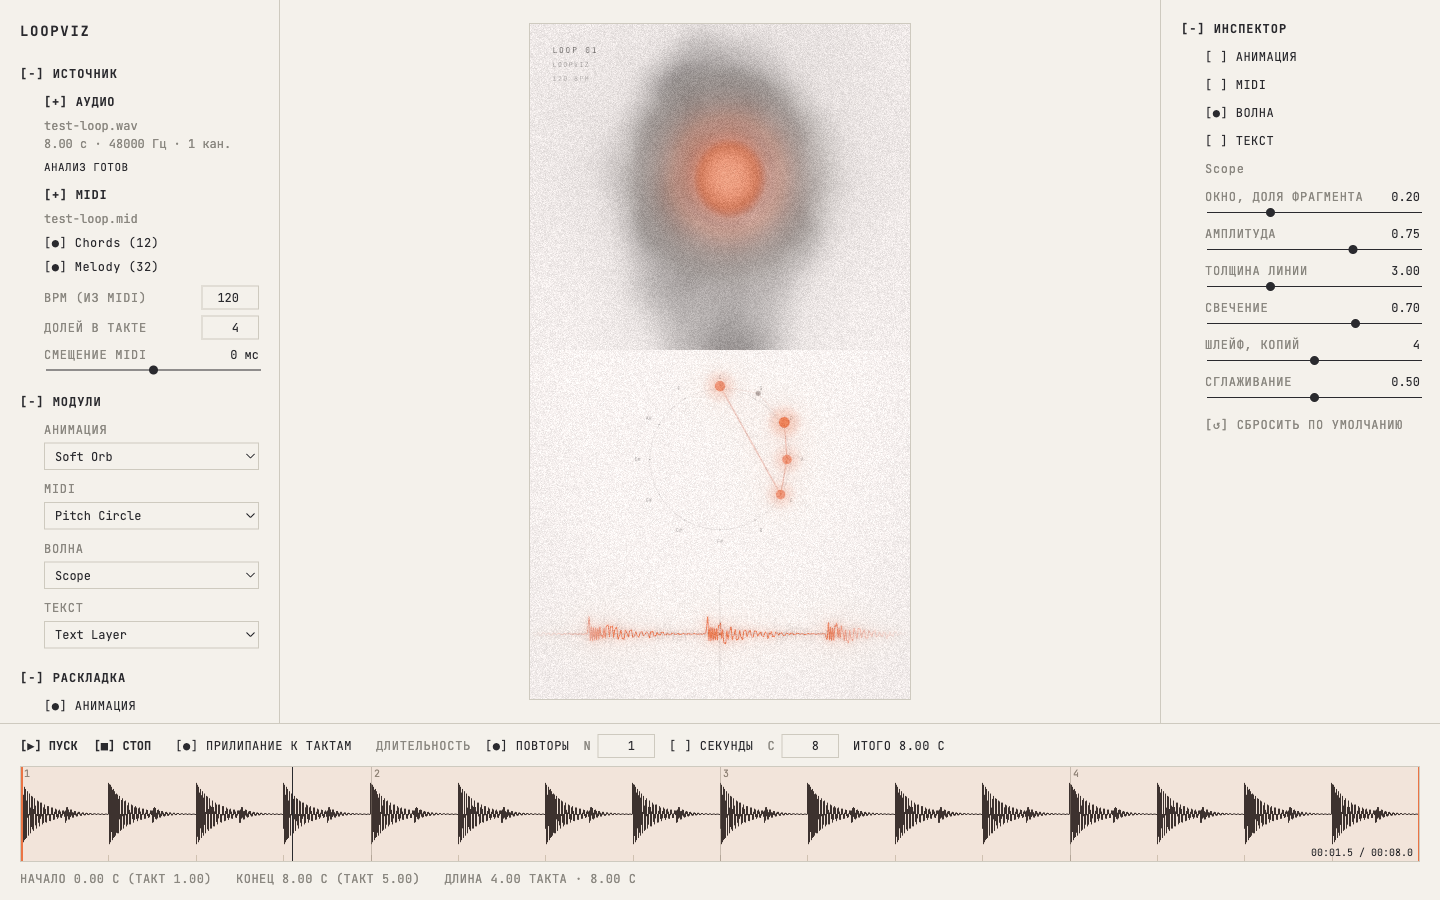 LOOPVIZ
[-] ИСТОЧНИК
[+] АУДИО
test-loop.wav
8.00 с · 48000 Гц · 1 кан.
АНАЛИЗ ГОТОВ
[+] MIDI
test-loop.mid
[●] Chords (12)
[●] Melody (32)
BPM (ИЗ MIDI) 120
ДОЛЕЙ В ТАКТЕ 4
СМЕЩЕНИЕ MIDI 0 мс
[-] МОДУЛИ
АНИМАЦИЯ
Soft Orb
MIDI
Pitch Circle
ВОЛНА
Scope
ТЕКСТ
Text Layer
[-] РАСКЛАДКА
[●] АНИМАЦИЯ
LOOP 01
LOOPVIZ
120 BPM
[-] ИНСПЕКТОР
[ ] АНИМАЦИЯ
[ ] MIDI
[●] ВОЛНА
[ ] ТЕКСТ
Scope
ОКНО, ДОЛЯ ФРАГМЕНТА 0.20
АМПЛИТУДА 0.75
ТОЛЩИНА ЛИНИИ 3.00
СВЕЧЕНИЕ 0.70
ШЛЕЙФ, КОПИЙ 4
СГЛАЖИВАНИЕ 0.50
[↺] СБРОСИТЬ ПО УМОЛЧАНИЮ
[▶] ПУСК [■] СТОП [●] ПРИЛИПАНИЕ К ТАКТАМ ДЛИТЕЛЬНОСТЬ [●] ПОВТОРЫ N 1 [ ] СЕКУНДЫ С 8 ИТОГО 8.00 С
1 2 3 4
00:01.5 / 00:08.0
НАЧАЛО 0.00 С (ТАКТ 1.00) КОНЕЦ 8.00 С (ТАКТ 5.00) ДЛИНА 4.00 ТАКТА · 8.00 С